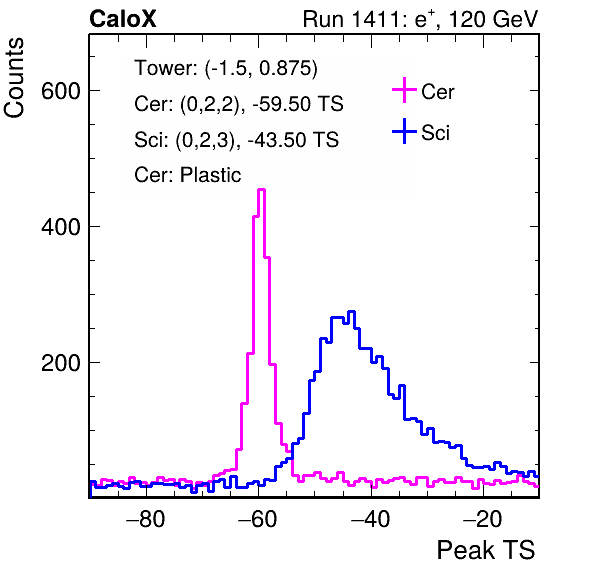 CaloX Run 1411: e⁺, 120 GeV
Counts
Tower: (-1.5, 0.875)
Cer: (0,2,2), -59.50 TS
Sci: (0,2,3), -43.50 TS
Cer: Plastic
Cer
Sci
600
400
200
−80 −60 −40 −20
Peak TS